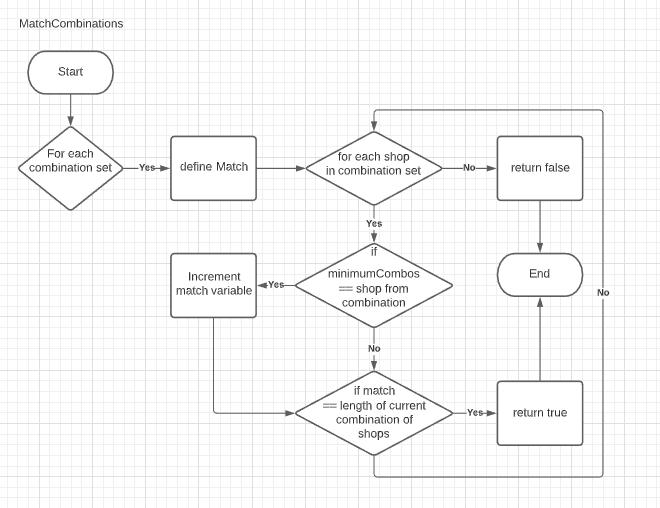 MatchCombinations
Start
For each
combination set
Yes
define Match
for each shop
in combination set
No
return false
Yes
if
minimumCombos
== shop from
combination
Yes
Increment
match variable
End
No
No
if match
== length of current
combination of
shops
Yes
return true